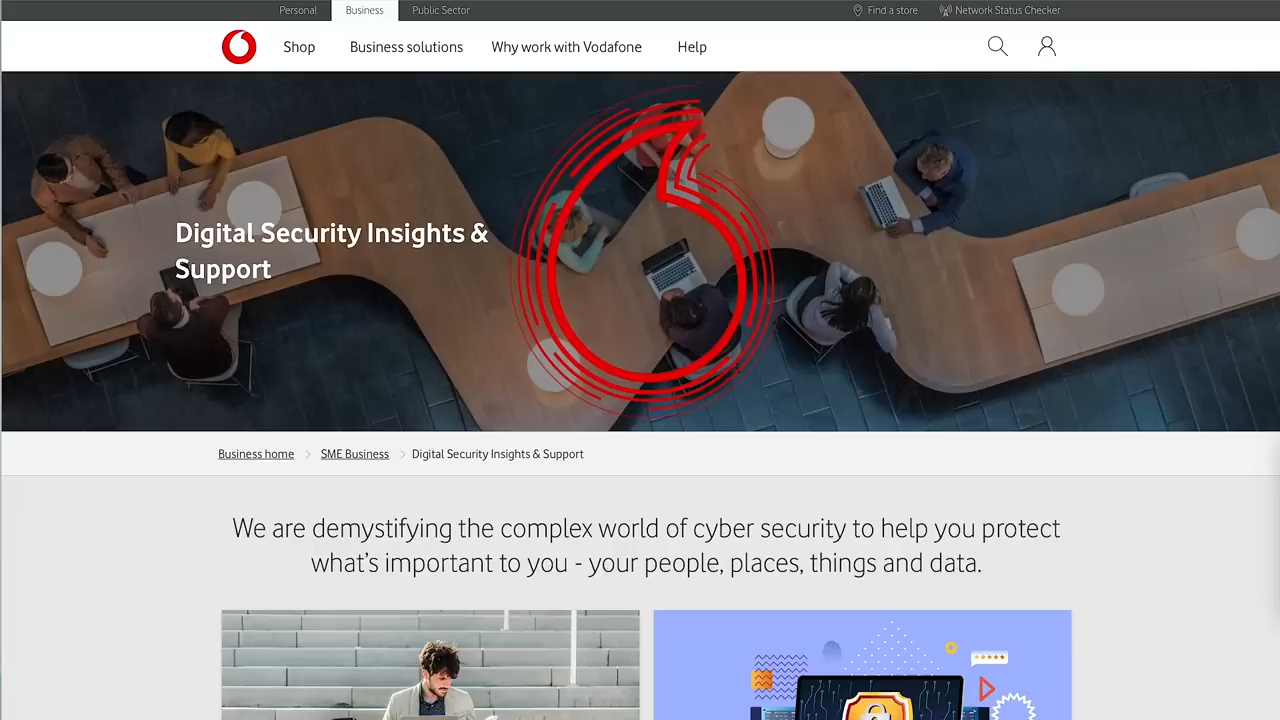 Personal
Business
Public Sector
Find a store
Network Status Checker
Shop
Business solutions
Why work with Vodafone
Help
Digital Security Insights &
Support
Business home
SME Business
Digital Security Insights & Support
We are demystifying the complex world of cyber security to help you protect
what's important to you - your people, places, things and data.